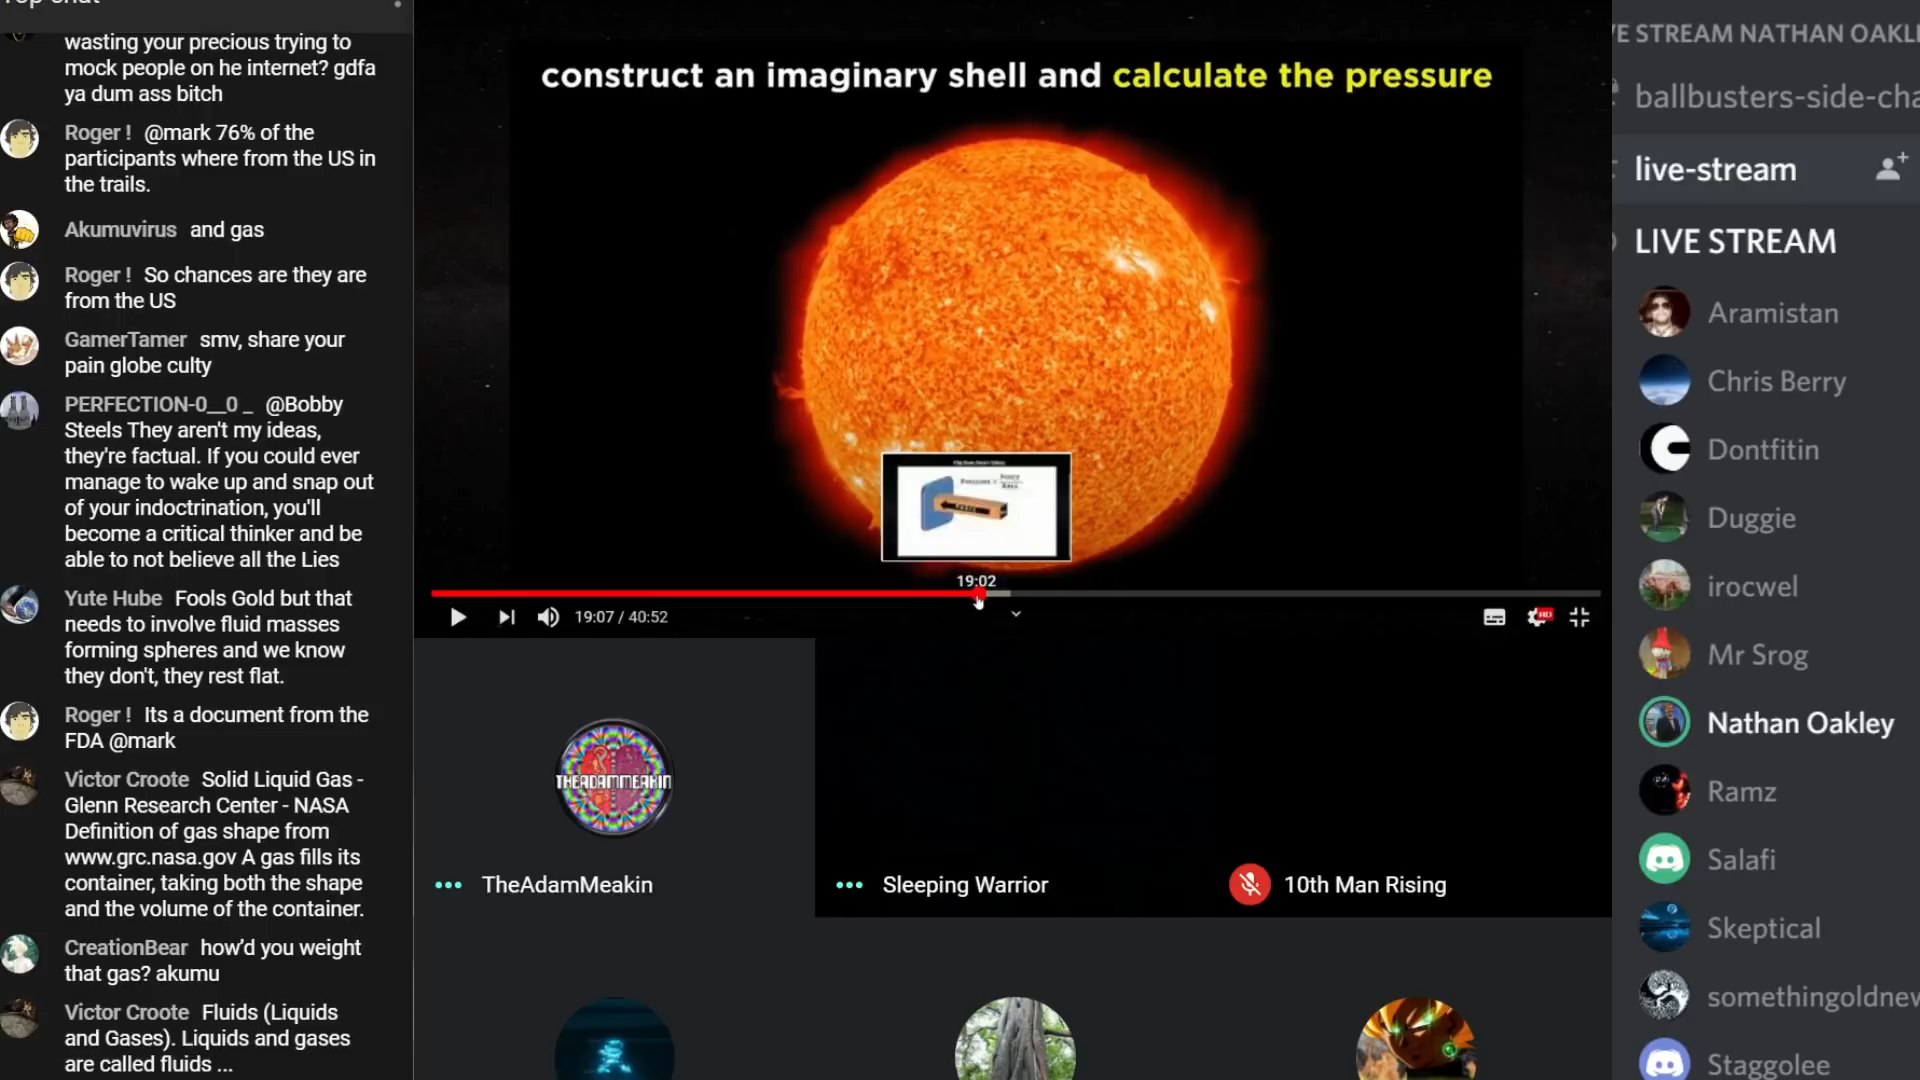 wasting your precious trying to
mock people on he internet? gdfa
ya dum ass bitch
Roger ! @mark 76% of the
participants where from the US in
the trails.
Akumuvirus and gas
Roger ! So chances are they are
from the US
GamerTamer smv, share your
pain globe culty
PERFECTION-0__0 _ @Bobby
Steels They aren't my ideas,
they're factual. If you could ever
manage to wake up and snap out
of your indoctrination, you'll
become a critical thinker and be
able to not believe all the Lies
Yute Hube Fools Gold but that
needs to involve fluid masses
forming spheres and we know
they don't, they rest flat.
Roger ! Its a document from the
FDA @mark
Victor Croote Solid Liquid Gas -
Glenn Research Center - NASA
Definition of gas shape from
www.grc.nasa.gov A gas fills its
container, taking both the shape
and the volume of the container.
CreationBear how'd you weight
that gas? akumu
Victor Croote Fluids (Liquids
and Gases). Liquids and gases
are called fluids ...
construct an imaginary shell and calculate the pressure
19:02
19:07 / 40:52
HD
THEADAMMEAKIN
TheAdamMeakin
Sleeping Warrior
10th Man Rising
STREAM NATHAN OAKL
ballbusters-side-cha
live-stream
LIVE STREAM
Aramistan
Chris Berry
Dontfitin
Duggie
irocwel
Mr Srog
Nathan Oakley
Ramz
Salafi
Skeptical
somethingoldnew
Staggolee